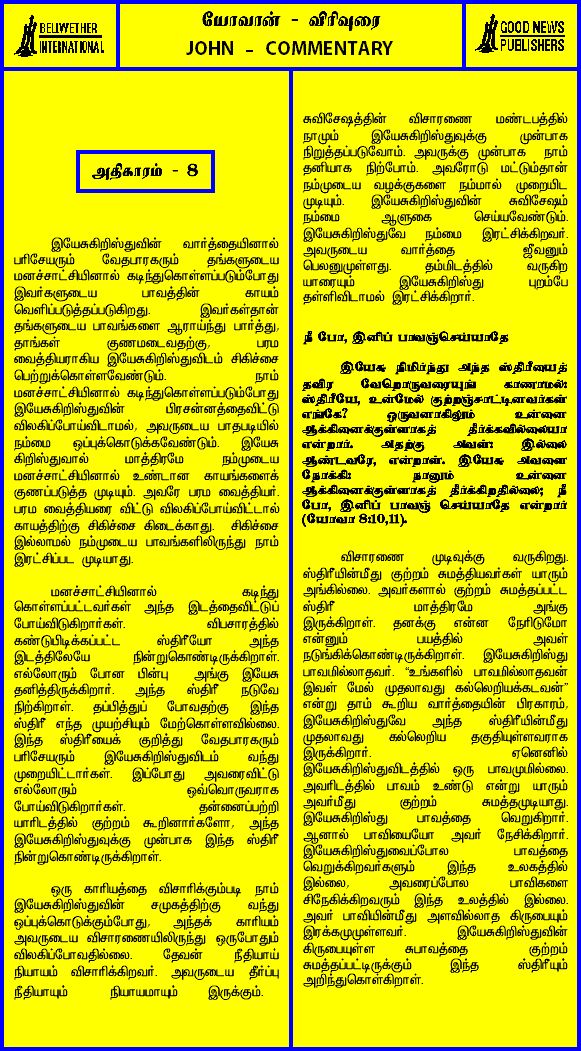 BELWETHER
INTERNATIONAL
யோவான் - விரிவுரை
JOHN - COMMENTARY
GOOD NEWS
PUBLISHERS
அதிகாரம் - 8
இயேசுகிறிஸ்துவின் வார்த்தையினால்
பரிசேயரும் வேதபாரகரும் தங்களுடைய
மனச்சாட்சியினால் கடிந்துகொள்ளப்படும்போது
இவர்களுடைய பாவத்தின் காயம்
வெளிப்படுத்தப்படுகிறது. இவர்கள்தான்
தங்களுடைய பாவங்களை ஆராய்ந்து பார்த்து,
தாங்கள் குணமடைவதற்கு, பரம
வைத்தியராகிய இயேசுகிறிஸ்துவிடம் சிகிச்சை
பெற்றுக்கொள்ளவேண்டும். நாம்
மனச்சாட்சியினால் கடிந்துகொள்ளப்படும்போது
இயேசுகிறிஸ்துவின் பிரசன்னத்தைவிட்டு
விலகிப்போய்விடாமல், அவருடைய பாதபடியில்
நம்மை ஒப்புக்கொடுக்கவேண்டும். இயேசு
கிறிஸ்துவால் மாத்திரமே நம்முடைய
மனச்சாட்சியினால் உண்டான காயங்களைக்
குணப்படுத்த முடியும். அவரே பரம வைத்தியர்.
பரம வைத்தியரை விட்டு விலகிப்போய்விட்டால்
காயத்திற்கு சிகிச்சை கிடைக்காது. சிகிச்சை
இல்லாமல் நம்முடைய பாவங்களிலிருந்து நாம்
இரட்சிப்பட முடியாது.
மனச்சாட்சியினால் கடிந்து
கொள்ளப்பட்டவர்கள் அந்த இடத்தைவிட்டுப்
போய்விடுகிறார்கள். விபசாரத்தில்
கண்டுபிடிக்கப்பட்ட ஸ்திரீயோ அந்த
இடத்திலேயே நின்றுகொண்டிருக்கிறாள்.
எல்லோரும் போன பின்பு அங்கு இயேசு
தனித்திருக்கிறார். அந்த ஸ்திரீ நடுவே
நிற்கிறாள். தப்பித்துப் போவதற்கு இந்த
ஸ்திரீ எந்த முயற்சியும் மேற்கொள்ளவில்லை.
இந்த ஸ்திரீயைக் குறித்து வேதபாரகரும்
பரிசேயரும் இயேசுகிறிஸ்துவிடம் வந்து
முறையிட்டார்கள். இப்போது அவரைவிட்டு
எல்லோரும் ஒவ்வொருவராக
போய்விடுகிறார்கள். தன்னைப்பற்றி
யாரிடத்தில் குற்றம் கூறினார்களோ, அந்த
இயேசுகிறிஸ்துவுக்கு முன்பாக இந்த ஸ்திரீ
நின்றுகொண்டிருக்கிறாள்.
ஒரு காரியத்தை விசாரிக்கும்படி நாம்
இயேசுகிறிஸ்துவின் சமுகத்திற்கு வந்து
ஒப்புக்கொடுக்கும்போது, அந்தக் காரியம்
அவருடைய விசாரணையிலிருந்து ஒருபோதும்
விலகிப்போவதில்லை. தேவன் நீதியாய்
நியாயம் விசாரிக்கிறவர். அவருடைய தீர்ப்பு
நீதியாயும் நியாயமாயும் இருக்கும்.
சுவிசேஷத்தின் விசாரணை மண்டபத்தில்
நாமும் இயேசுகிறிஸ்துவுக்கு முன்பாக
நிறுத்தப்படுவோம். அவருக்கு முன்பாக நாம்
தனியாக நிற்போம். அவரோடு மட்டும்தான்
நம்முடைய வழக்குகளை நம்மால் முறையிட
முடியும். இயேசுகிறிஸ்துவின் சுவிசேஷம்
நம்மை ஆளுகை செய்யவேண்டும்.
இயேசுகிறிஸ்துவே நம்மை இரட்சிக்கிறவர்.
அவருடைய வார்த்தை ஜீவனும்
பெலனுமுள்ளது. தம்மிடத்தில் வருகிற
யாரையும் இயேசுகிறிஸ்து புறம்பே
தள்ளிவிடாமல் இரட்சிக்கிறார்.
நீ போ, இனிப் பாவஞ்செய்யாதே
இயேசு நிமிர்ந்து அந்த ஸ்திரீயைத்
தவிர வேறொருவரையுங் காணாமல்:
ஸ்திரீயே, உன்மேல் குற்றஞ்சாட்டினவர்கள்
எங்கே? ஒருவனாகிலும் உன்னை
ஆக்கினைக்குள்ளாகத் தீர்க்கவில்லையா
என்றார். அதற்கு அவள்: இல்லை
ஆண்டவரே, என்றாள். இயேசு அவளை
நோக்கி: நானும் உன்னை
ஆக்கினைக்குள்ளாகத் தீர்க்கிறதில்லை; நீ
போ, இனிப் பாவஞ் செய்யாதே என்றார்
(யோவா 8:10,11).
விசாரணை முடிவுக்கு வருகிறது.
ஸ்திரீயின்மீது குற்றம் சுமத்தியவர்கள் யாரும்
அங்கில்லை. அவர்களால் குற்றம் சுமத்தப்பட்ட
ஸ்திரீ மாத்திரமே அங்கு
இருக்கிறாள். தனக்கு என்ன நேரிடுமோ
என்னும் பயத்தில் அவள்
நடுங்கிக்கொண்டிருக்கிறாள். இயேசுகிறிஸ்து
பாவமில்லாதவர். "உங்களில் பாவமில்லாதவன்
இவள் மேல் முதலாவது கல்லெறியக்கடவன்"
என்று தாம் கூறிய வார்த்தையின் பிரகாரம்,
இயேசுகிறிஸ்துவே அந்த ஸ்திரீயின்மீது
முதலாவது கல்லெறிய தகுதியுள்ளவராக
இருக்கிறார். ஏனெனில்
இயேசுகிறிஸ்துவிடத்தில் ஒரு பாவமுமில்லை.
அவரிடத்தில் பாவம் உண்டு என்று யாரும்
அவர்மீது குற்றம் சுமத்தமுடியாது.
இயேசுகிறிஸ்து பாவத்தை வெறுகிறார்.
ஆனால் பாவியையோ அவர் நேசிக்கிறார்.
இயேசுகிறிஸ்துவைப்போல பாவத்தை
வெறுக்கிறவர்களும் இந்த உலகத்தில்
இல்லை, அவரைப்போல பாவிகளை
சிநேகிக்கிறவரும் இந்த உலத்தில் இல்லை.
அவர் பாவியின்மீது அளவில்லாத கிருபையும்
இரக்கமுமுள்ளவர். இயேசுகிறிஸ்துவின்
கிருபையுள்ள சுபாவத்தை குற்றம்
சுமத்தப்பட்டிருக்கும் இந்த ஸ்திரீயும்
அறிந்துகொள்கிறாள்.